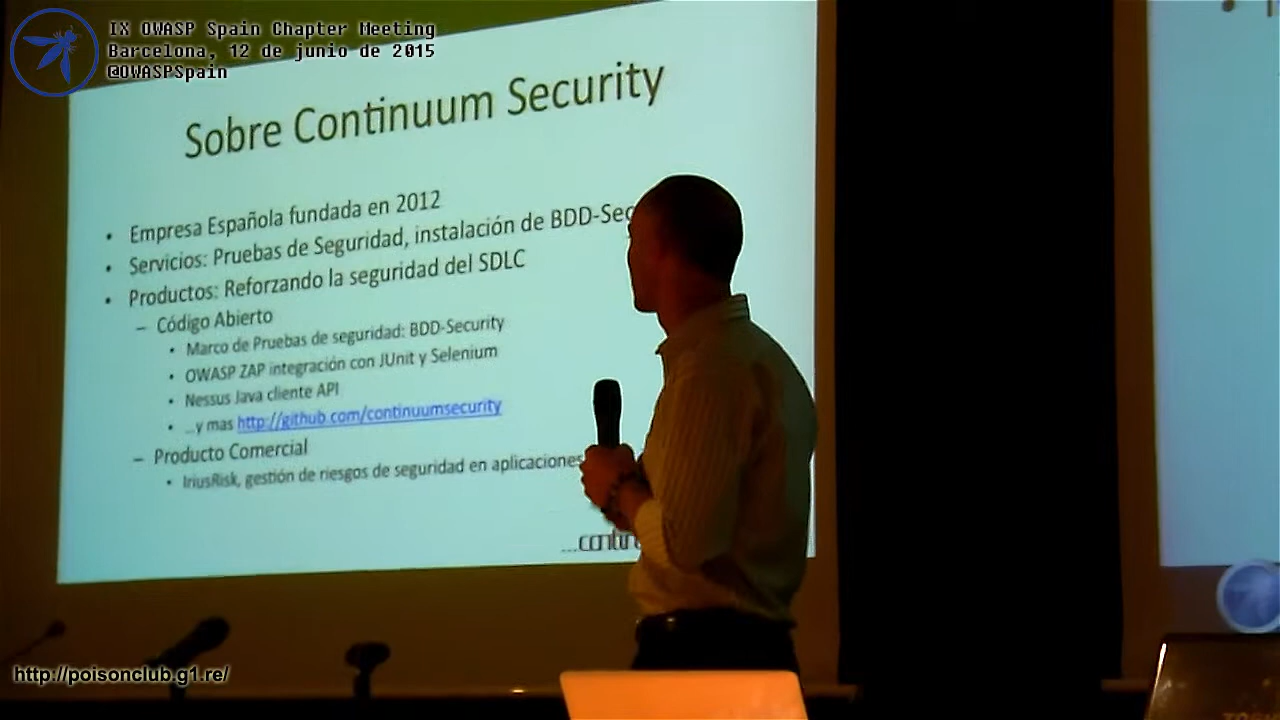 IX OWASP Spain Chapter Meeting
Barcelona, 12 de junio de 2015
@OWASPSpain
Sobre Continuum Security
• Empresa Española fundada en 2012
• Servicios: Pruebas de Seguridad, instalación de BDD-Sec
• Productos: Reforzando la seguridad del SDLC
– Código Abierto
• Marco de Pruebas de seguridad: BDD-Security
• OWASP ZAP integración con JUnit y Selenium
• Nessus Java cliente API
• ...y mas http://github.com/continuumsecurity
– Producto Comercial
• IriusRisk, gestión de riesgos de seguridad en aplicaciones
...contin
http://poisonclub.g1.re/